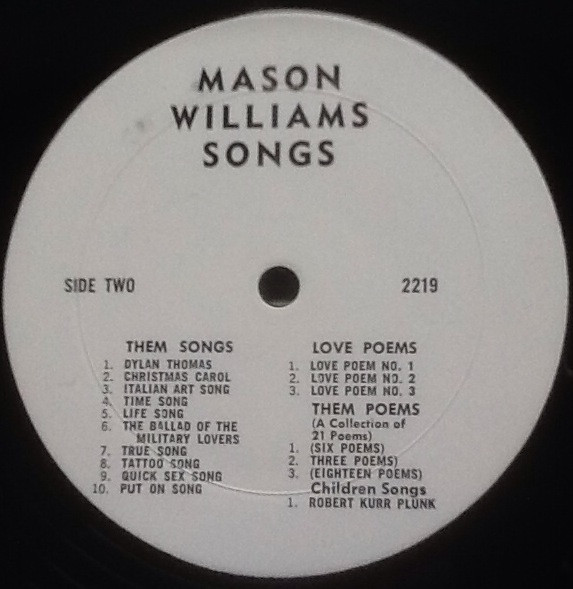 MASON
WILLIAMS
SONGS
SIDE TWO
2219
THEM SONGS
1. DYLAN THOMAS
2. CHRISTMAS CAROL
3. ITALIAN ART SONG
4. TIME SONG
5. LIFE SONG
6. THE BALLAD OF THE
MILITARY LOVERS
7. TRUE SONG
8. TATTOO SONG
9. QUICK SEX SONG
10. PUT ON SONG
LOVE POEMS
1. LOVE POEM NO. 1
2. LOVE POEM NO. 2
3. LOVE POEM NO. 3
THEM POEMS
(A Collection of
21 Poems)
1. (SIX POEMS)
2. THREE POEMS)
3. (EIGHTEEN POEMS)
Children Songs
1. ROBERT KURR PLUNK